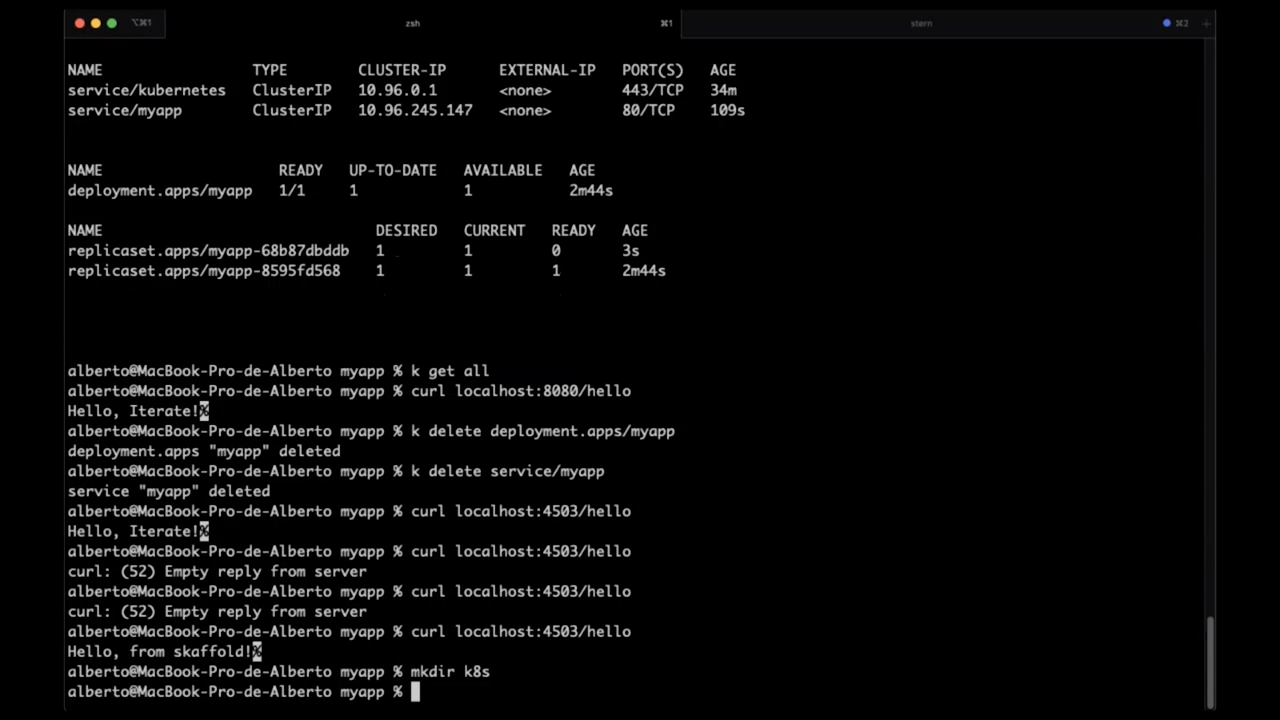 ⌥⌘1 zsh ⌘1 stern ⌘2 +
NAME TYPE CLUSTER-IP EXTERNAL-IP PORT(S) AGE
service/kubernetes ClusterIP 10.96.0.1 <none> 443/TCP 34m
service/myapp ClusterIP 10.96.245.147 <none> 80/TCP 109s
NAME READY UP-TO-DATE AVAILABLE AGE
deployment.apps/myapp 1/1 1 1 2m44s
NAME DESIRED CURRENT READY AGE
replicaset.apps/myapp-68b87dbddb 1 1 0 3s
replicaset.apps/myapp-8595fd568 1 1 1 2m44s
alberto@MacBook-Pro-de-Alberto myapp % k get all
alberto@MacBook-Pro-de-Alberto myapp % curl localhost:8080/hello
Hello, Iterate!%
alberto@MacBook-Pro-de-Alberto myapp % k delete deployment.apps/myapp
deployment.apps "myapp" deleted
alberto@MacBook-Pro-de-Alberto myapp % k delete service/myapp
service "myapp" deleted
alberto@MacBook-Pro-de-Alberto myapp % curl localhost:4503/hello
Hello, Iterate!%
alberto@MacBook-Pro-de-Alberto myapp % curl localhost:4503/hello
curl: (52) Empty reply from server
alberto@MacBook-Pro-de-Alberto myapp % curl localhost:4503/hello
curl: (52) Empty reply from server
alberto@MacBook-Pro-de-Alberto myapp % curl localhost:4503/hello
Hello, from skaffold!%
alberto@MacBook-Pro-de-Alberto myapp % mkdir k8s
alberto@MacBook-Pro-de-Alberto myapp %